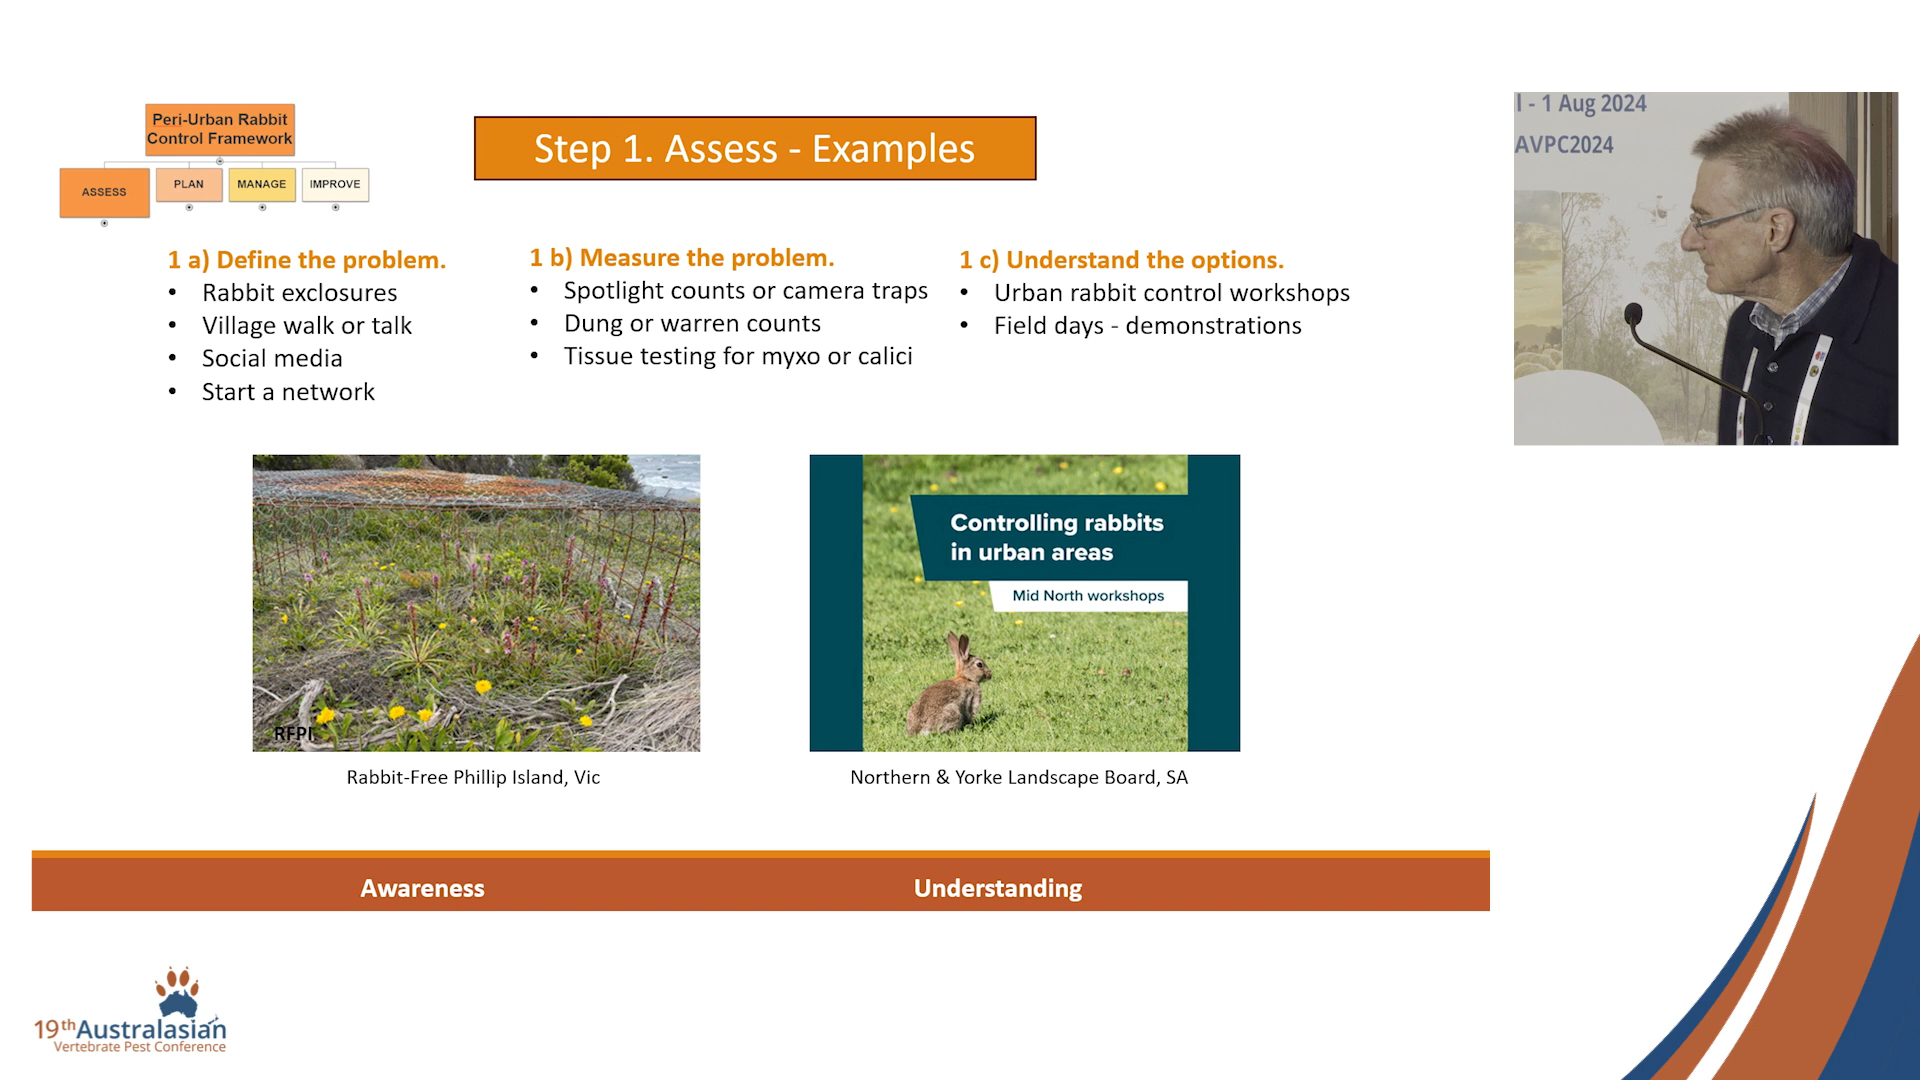 Peri-Urban Rabbit
Control Framework
ASSESS
PLAN
MANAGE
IMPROVE
Step 1. Assess - Examples
1 a) Define the problem.
• Rabbit exclosures
• Village walk or talk
• Social media
• Start a network
1 b) Measure the problem.
• Spotlight counts or camera traps
• Dung or warren counts
• Tissue testing for myxo or calici
1 c) Understand the options.
• Urban rabbit control workshops
• Field days - demonstrations
l - 1 Aug 2024
AVPC2024
RFPI
Rabbit-Free Phillip Island, Vic
Controlling rabbits
in urban areas
Mid North workshops
Northern & Yorke Landscape Board, SA
Awareness
Understanding
19th Australasian
Vertebrate Pest Conference